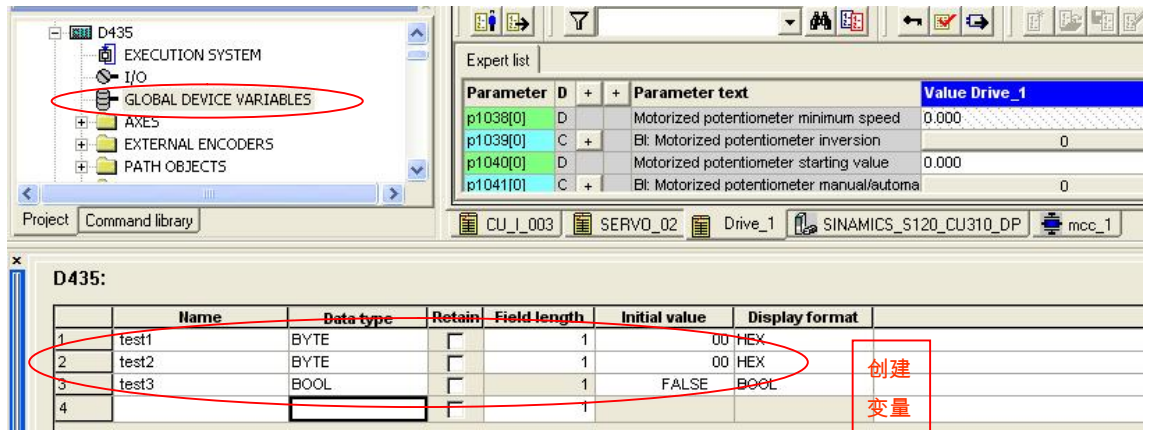 D435
EXECUTION SYSTEM
I/O
GLOBAL DEVICE VARIABLES
AXES
EXTERNAL ENCODERS
PATH OBJECTS
Project Command library
Expert list
Parameter D + + Parameter text Value Drive_1
p1038[0] D Motorized potentiometer minimum speed 0.000
p1039[0] C + BI: Motorized potentiometer inversion 0
p1040[0] D Motorized potentiometer starting value 0.000
p1041[0] C + BI: Motorized potentiometer manual/automa 0
CU_I_003 SERVO_02 Drive_1 SINAMICS_S120_CU310_DP mcc_1
D435:
Name Data type Retain Field length Initial value Display format
1 test1 BYTE 1 00 HEX
2 test2 BYTE 1 00 HEX
3 test3 BOOL 1 FALSE BOOL
4 1
创建
变量